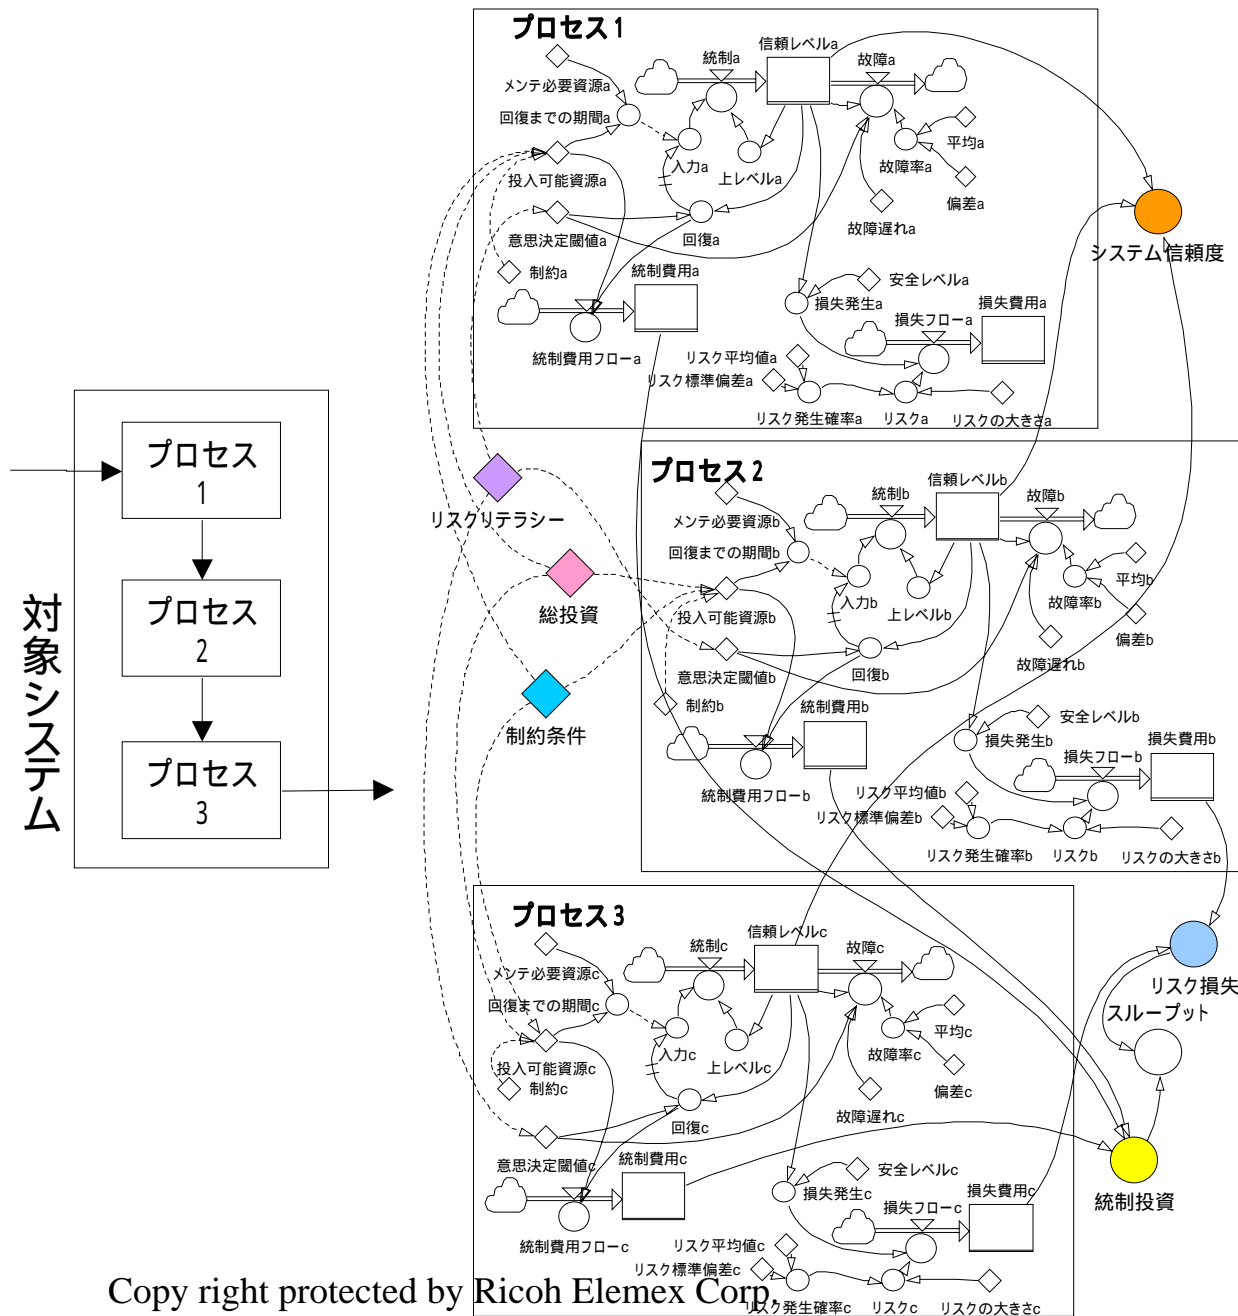 対象システム
プロセス
1
プロセス
2
プロセス
3
リスクリテラシー
総投資
制約条件
プロセス1
統制a
信頼レベルa
故障a
メンテ必要資源a
回復までの期間a
平均a
入力a
上レベルa
故障率a
投入可能資源a
偏差a
意思決定閾値a
回復a
故障遅れa
制約a
統制費用a
安全レベルa
損失発生a
損失費用a
損失フローa
統制費用フローa
リスク平均値a
リスク標準偏差a
リスク発生確率a
リスクa
リスクの大きさa
システム信頼度
プロセス2
統制b
信頼レベルb
故障b
メンテ必要資源b
回復までの期間b
平均b
入力b
上レベルb
故障率b
投入可能資源b
偏差b
意思決定閾値b
回復b
故障遅れb
制約b
統制費用b
安全レベルb
損失発生b
損失費用b
損失フローb
統制費用フローb
リスク平均値b
リスク標準偏差b
リスク発生確率b
リスクb
リスクの大きさb
プロセス3
統制c
信頼レベルc
故障c
メンテ必要資源c
回復までの期間c
平均c
入力c
上レベルc
故障率c
投入可能資源c
偏差c
制約c
回復c
故障遅れc
意思決定閾値c
統制費用c
安全レベルc
損失発生c
損失費用c
損失フローc
統制費用フローc
リスク平均値c
リスク標準偏差c
リスク発生確率c
リスクc
リスクの大きさc
リスク損失
スループット
統制投資
Copy right protected by Ricoh Elemex Corp.